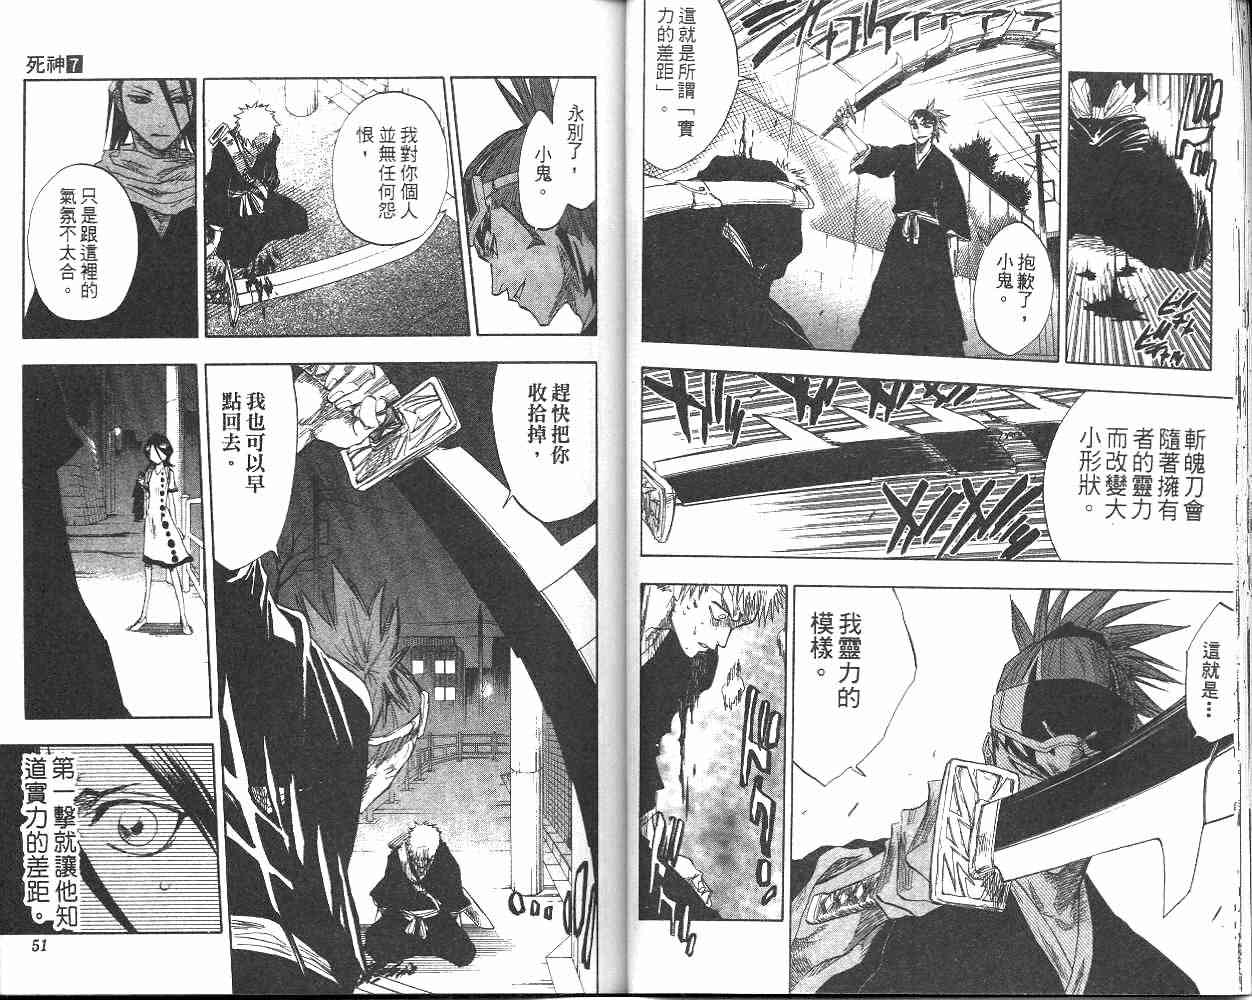 抱歉了，
小鬼。
這就是所謂「實
力的差距」。
斬魄刀會
隨著擁有
者的靈力
而改變大
小形狀。
這就是…
我靈力的
模樣。
死神7
永別了，
小鬼。
我對你個人
並無任何怨
恨，
只是跟這裡的
氣氛不太合。
趕快把你
收拾掉，
我也可以早
點回去。
第一擊就讓他知
道實力的差距。
51